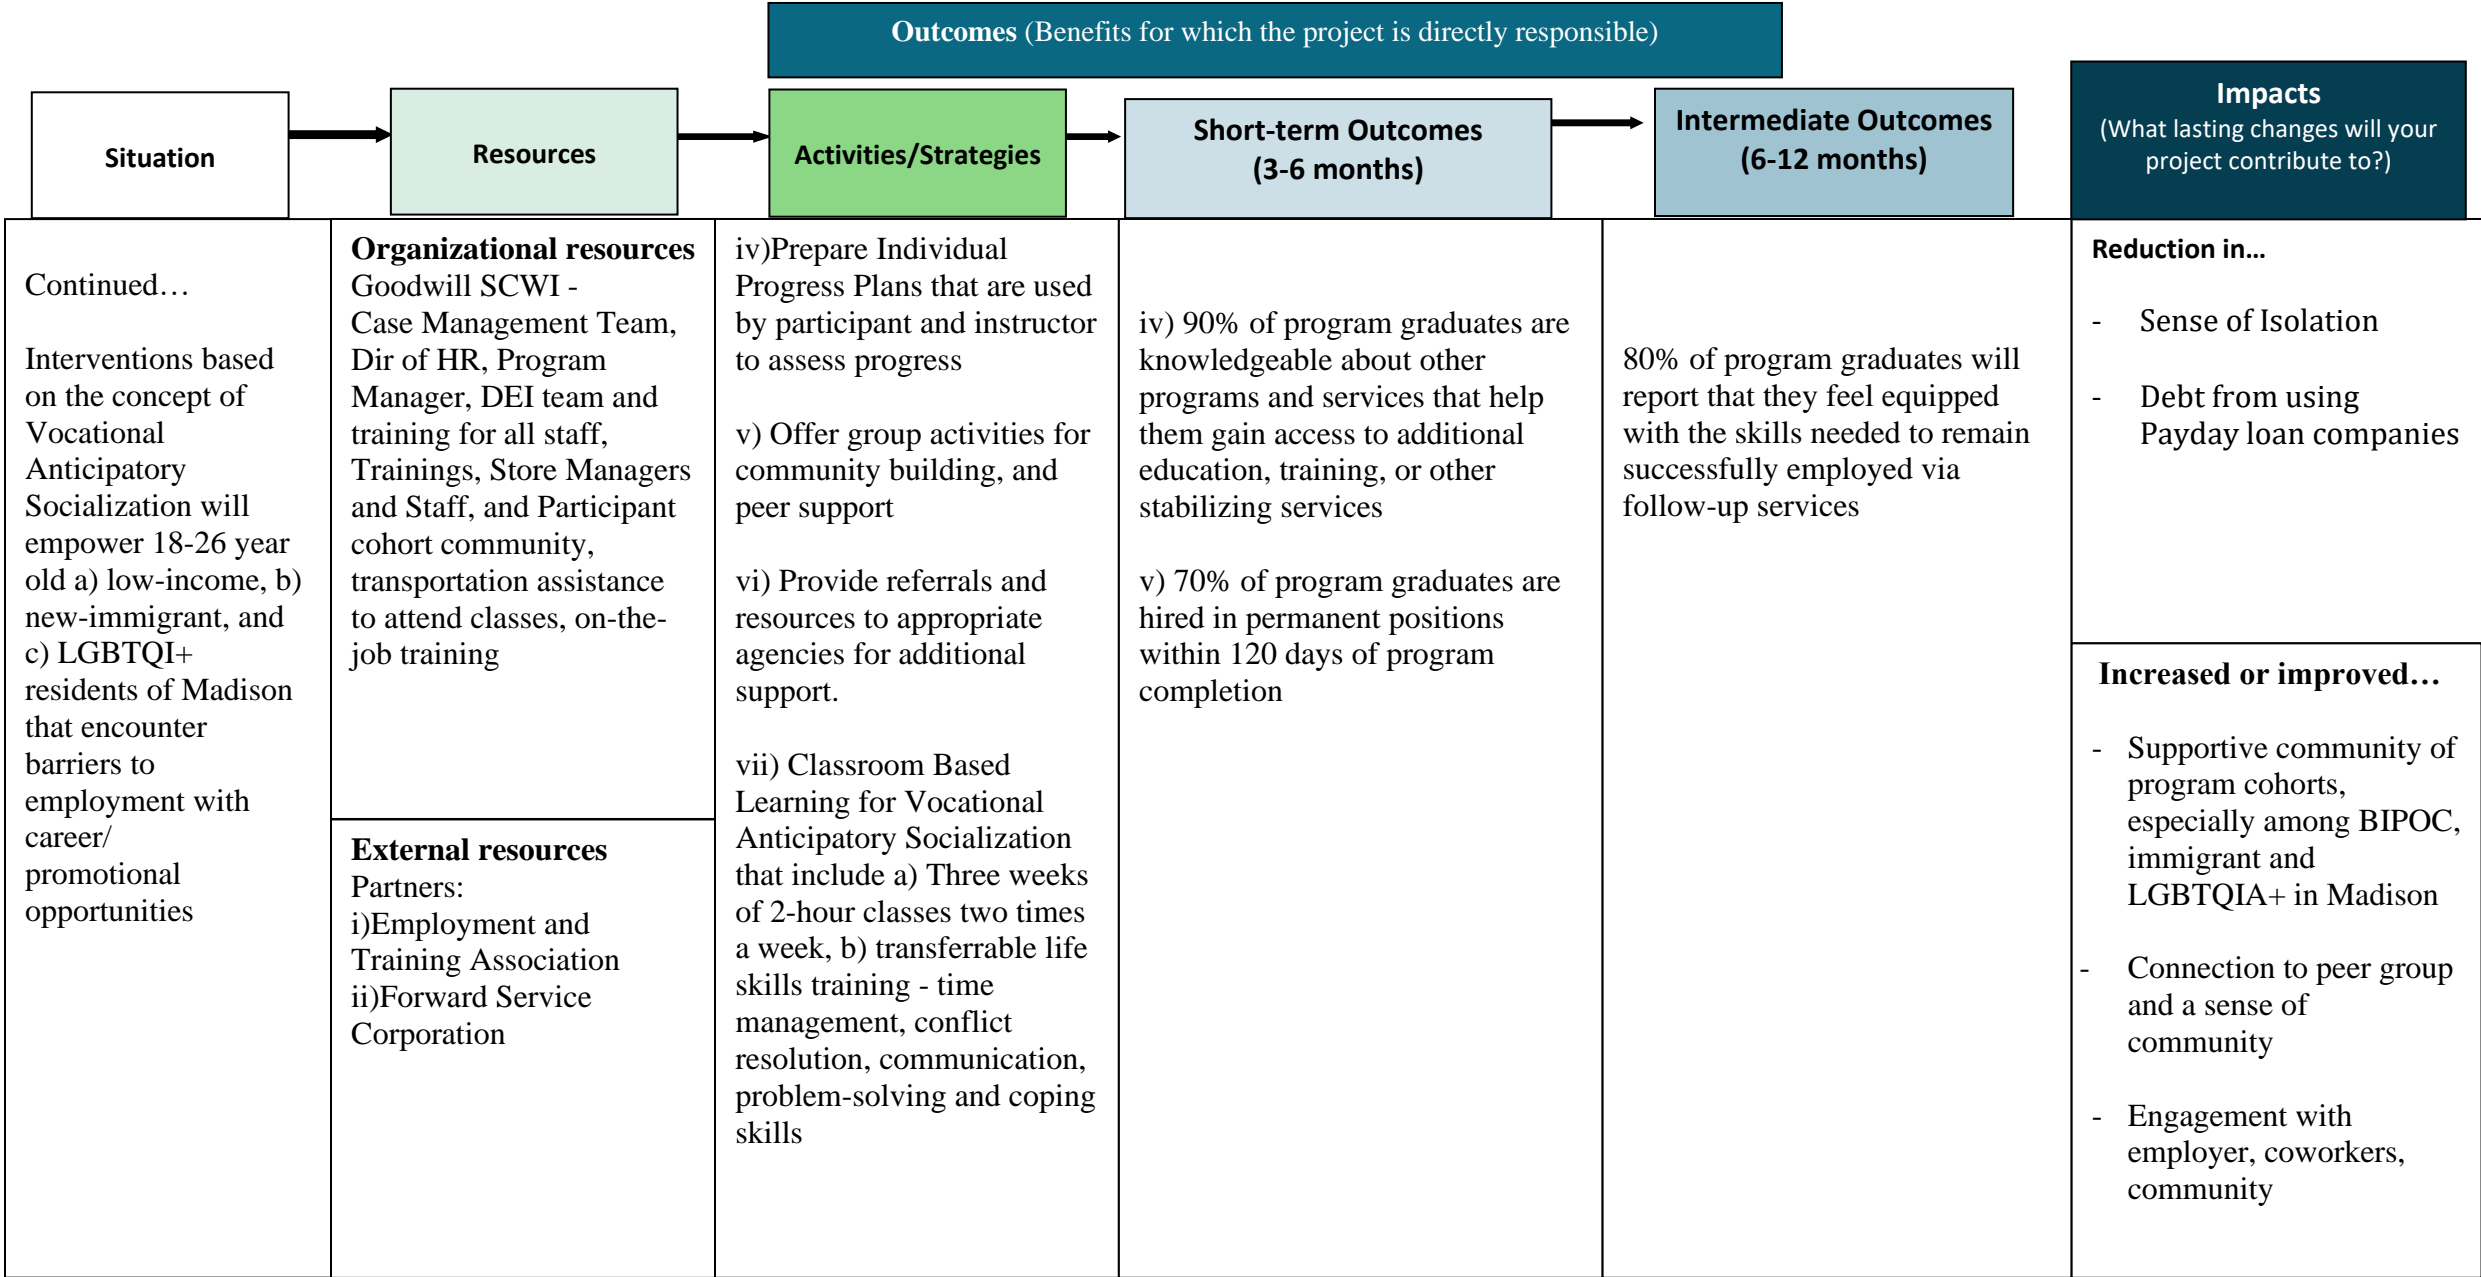 Outcomes (Benefits for which the project is directly responsible)
Situation
Resources
Activities/Strategies
Short-term Outcomes
(3-6 months)
Intermediate Outcomes
(6-12 months)
Impacts
(What lasting changes will your
project contribute to?)
Continued…
Interventions based
on the concept of
Vocational
Anticipatory
Socialization will
empower 18-26 year
old a) low-income, b)
new-immigrant, and
c) LGBTQI+
residents of Madison
that encounter
barriers to
employment with
career/
promotional
opportunities
Organizational resources
Goodwill SCWI -
Case Management Team,
Dir of HR, Program
Manager, DEI team and
training for all staff,
Trainings, Store Managers
and Staff, and Participant
cohort community,
transportation assistance
to attend classes, on-the-
job training
External resources
Partners:
i)Employment and
Training Association
ii)Forward Service
Corporation
iv)Prepare Individual
Progress Plans that are used
by participant and instructor
to assess progress
v) Offer group activities for
community building, and
peer support
vi) Provide referrals and
resources to appropriate
agencies for additional
support.
vii) Classroom Based
Learning for Vocational
Anticipatory Socialization
that include a) Three weeks
of 2-hour classes two times
a week, b) transferrable life
skills training - time
management, conflict
resolution, communication,
problem-solving and coping
skills
iv) 90% of program graduates are
knowledgeable about other
programs and services that help
them gain access to additional
education, training, or other
stabilizing services
v) 70% of program graduates are
hired in permanent positions
within 120 days of program
completion
80% of program graduates will
report that they feel equipped
with the skills needed to remain
successfully employed via
follow-up services
Reduction in…
- Sense of Isolation
- Debt from using
Payday loan companies
Increased or improved…
- Supportive community of
program cohorts,
especially among BIPOC,
immigrant and
LGBTQIA+ in Madison
- Connection to peer group
and a sense of
community
- Engagement with
employer, coworkers,
community